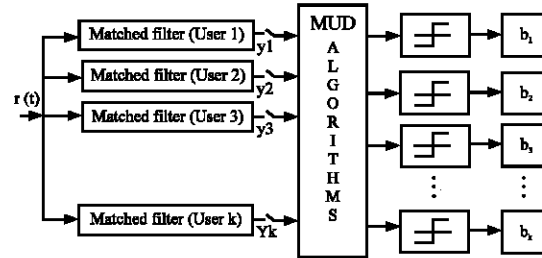 r (t)
Matched filter (User 1)
y1
Matched filter (User 2)
y2
Matched filter (User 3)
y3
Matched filter (User k)
Yk
MUD
ALGORITHMS
b₁
b₂
b₃
bₖ